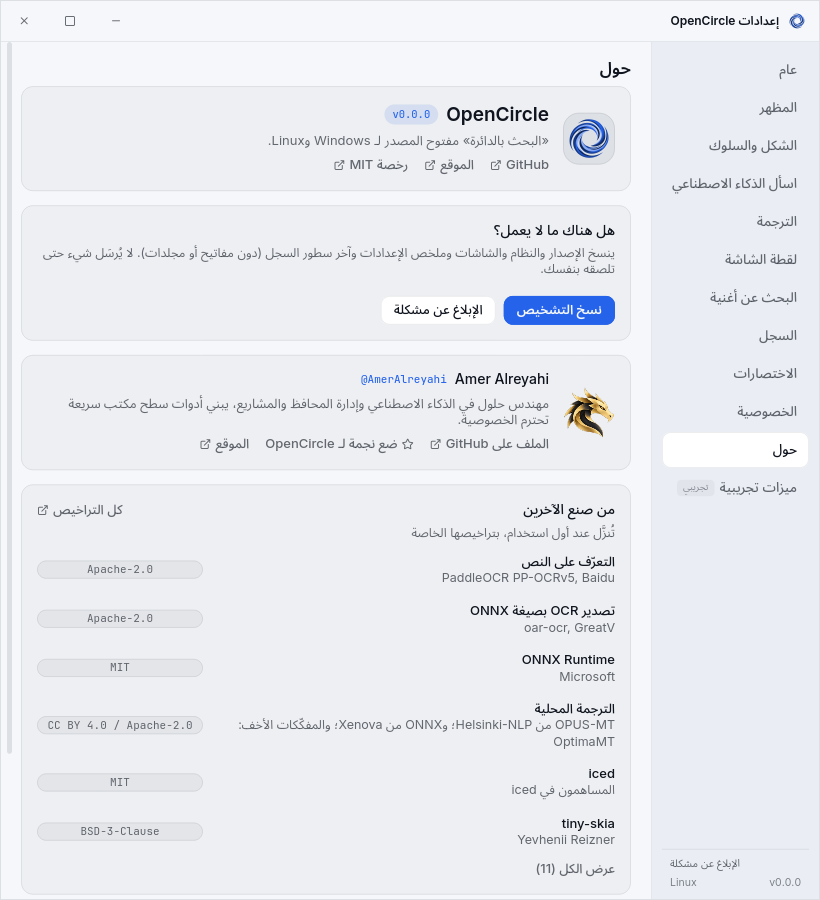 إعدادات OpenCircle
عام
المظهر
الشكل والسلوك
اسأل الذكاء الاصطناعي
الترجمة
لقطة الشاشة
البحث عن أغنية
السجل
الاختصارات
الخصوصية
حول
ميزات تجريبية تجريبي
الإبلاغ عن مشكلة
v0.0.0 Linux
حول
OpenCircle v0.0.0
«البحث بالدائرة» مفتوح المصدر لـ Windows وLinux.
GitHub الموقع رخصة MIT
هل هناك ما لا يعمل؟
ينسخ الإصدار والنظام والشاشات وملخص الإعدادات وآخر سطور السجل (دون مفاتيح أو مجلدات). لا يُرسَل شيء حتى
تلصقه بنفسك.
نسخ التشخيص الإبلاغ عن مشكلة
Amer Alreyahi @AmerAlreyahi
مهندس حلول في الذكاء الاصطناعي وإدارة المحافظ والمشاريع، يبني أدوات سطح مكتب سريعة
تحترم الخصوصية.
الملف على GitHub ضع نجمة لـ OpenCircle الموقع
من صنع الآخرين كل التراخيص
تُنزَّل عند أول استخدام، بتراخيصها الخاصة
التعرّف على النص
PaddleOCR PP-OCRv5, Baidu
Apache-2.0
تصدير OCR بصيغة ONNX
oar-ocr, GreatV
Apache-2.0
ONNX Runtime
Microsoft
MIT
الترجمة المحلية
OPUS-MT من Helsinki-NLP؛ وONNX من Xenova؛ والمفكّكات الأخف:
OptimaMT
CC BY 4.0 / Apache-2.0
iced
المساهمون في iced
MIT
tiny-skia
Yevhenii Reizner
BSD-3-Clause
عرض الكل (11)